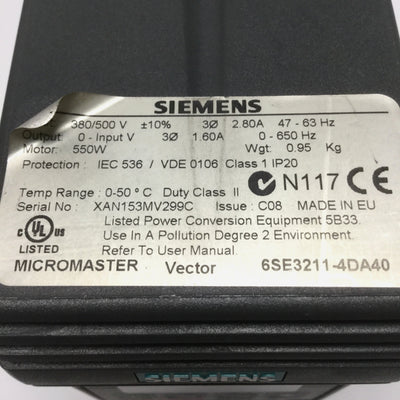 SIEMENS
380/500 V ±10% 3Ø 2.80A 47 - 63 Hz
Output: 0 - Input V 3Ø 1.60A 0 - 650 Hz
Motor: 550W Wgt: 0.95 Kg
Protection : IEC 536 / VDE 0106 Class 1 IP20
Temp Range : 0-50 ° C Duty Class II N117 CE
Serial No : XAN153MV299C Issue : C08 MADE IN EU
C UL US Listed Power Conversion Equipment 5B33.
Use In A Pollution Degree 2 Environment.
LISTED Refer To User Manual.
MICROMASTER Vector 6SE3211-4DA40
SIEMENS